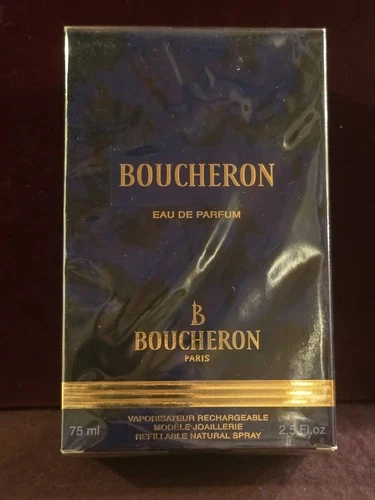 BOUCHERON
EAU DE PARFUM
B
BOUCHERON
PARIS
VAPORISATEUR RECHARGEABLE
75 ml MODÈLE JOAILLERIE 2,5 Fl.oz
REFILLABLE NATURAL SPRAY